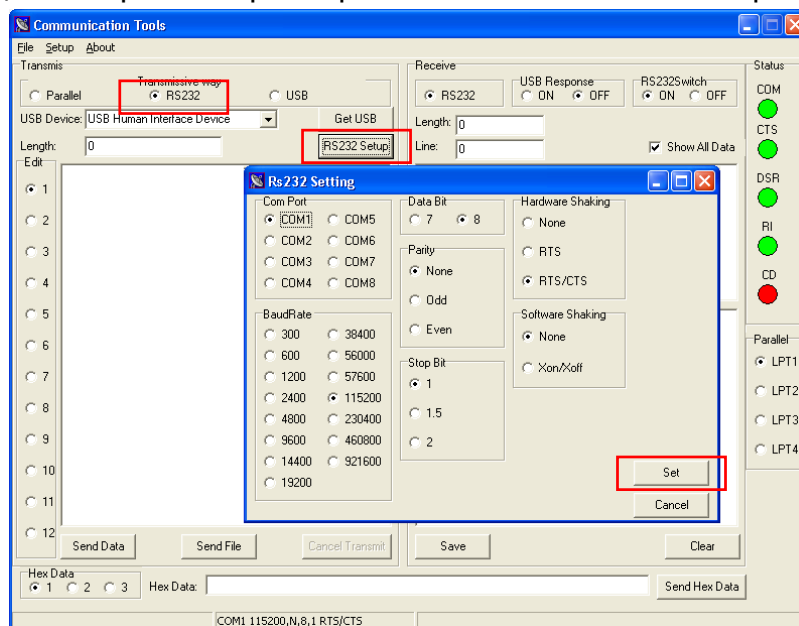 Communication Tools
File Setup About
Transmis
Transmissive way
Parallel RS232 USB
USB Device: USB Human Interface Device Get USB
Length: 0 RS232 Setup
Edit
1
2
3
4
5
6
7
8
9
10
11
12
Send Data Send File Cancel Transmit
Receive
RS232
USB Response
ON OFF
RS232Switch
ON OFF
Length: 0
Line: 0 Show All Data
Save Clear
Status
COM
CTS
DSR
RI
CD
Parallel
LPT1
LPT2
LPT3
LPT4
Rs232 Setting
Com Port
COM1 COM5
COM2 COM6
COM3 COM7
COM4 COM8
BaudRate
300 38400
600 56000
1200 57600
2400 115200
4800 230400
9600 460800
14400 921600
19200
Data Bit
7 8
Parity
None
Odd
Even
Stop Bit
1
1.5
2
Hardware Shaking
None
RTS
RTS/CTS
Software Shaking
None
Xon/Xoff
Set
Cancel
Hex Data
1 2 3 Hex Data: Send Hex Data
COM1 115200,N,8,1 RTS/CTS